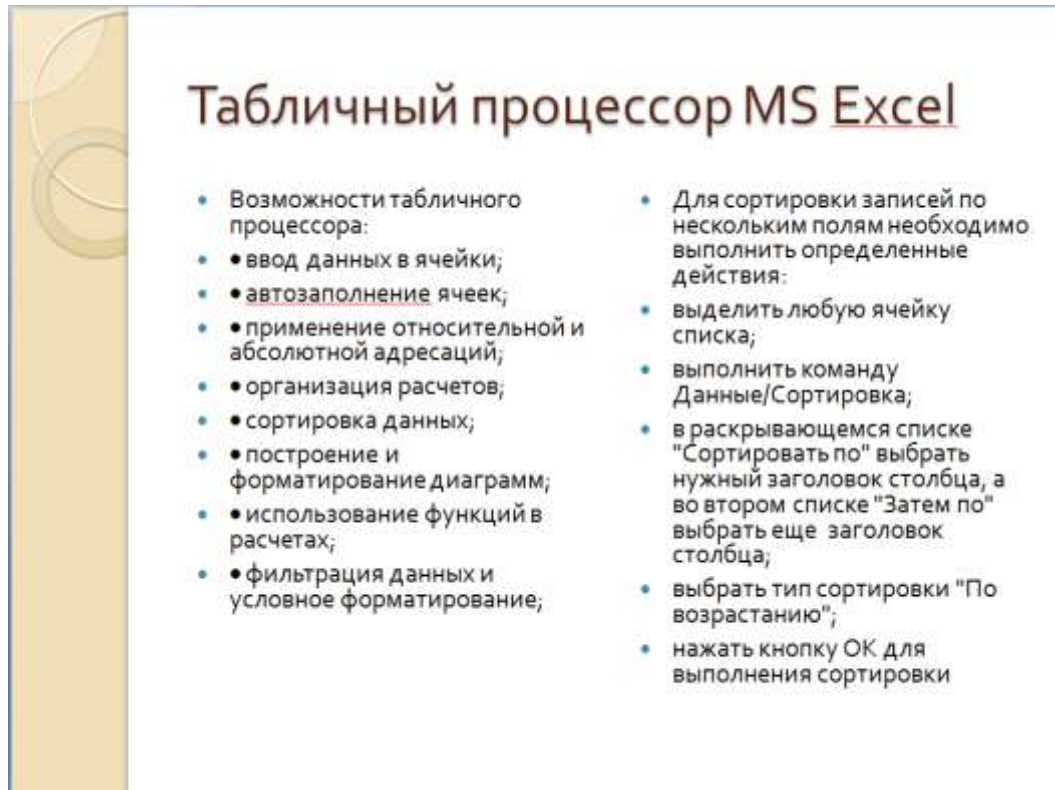 Табличный процессор MS Excel
• Возможности табличного
процессора:
• • ввод данных в ячейки;
• • автозаполнение ячеек;
• • применение относительной и
абсолютной адресаций;
• • организация расчетов;
• • сортировка данных;
• • построение и
форматирование диаграмм;
• • использование функций в
расчетах;
• • фильтрация данных и
условное форматирование;
• Для сортировки записей по
нескольким полям необходимо
выполнить определенные
действия:
• выделить любую ячейку
списка;
• выполнить команду
Данные/Сортировка;
• в раскрывающемся списке
"Сортировать по" выбрать
нужный заголовок столбца, а
во втором списке "Затем по"
выбрать еще заголовок
столбца;
• выбрать тип сортировки "По
возрастанию";
• нажать кнопку ОК для
выполнения сортировки